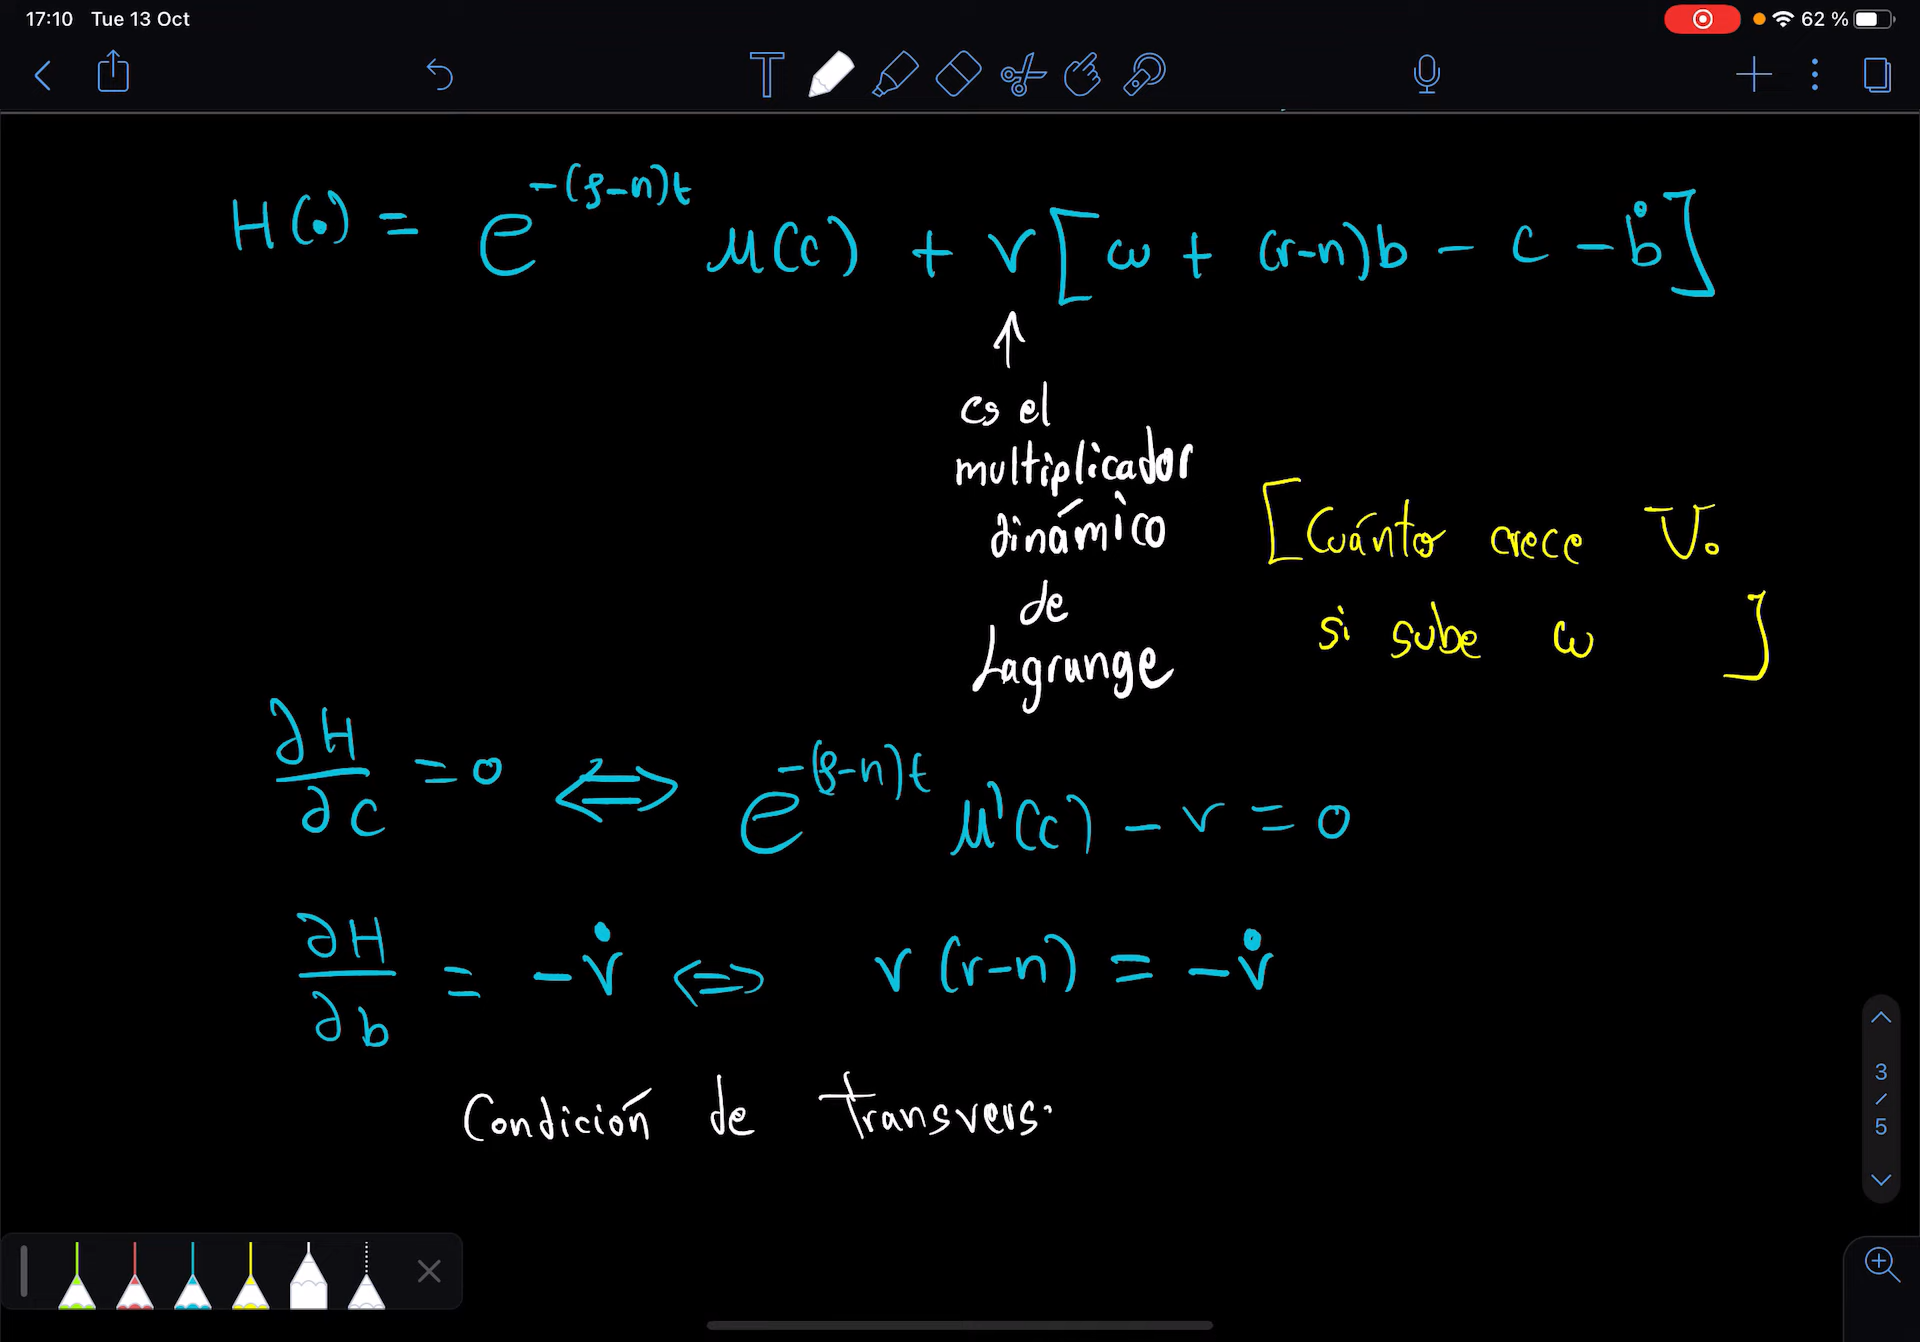 17:10 Tue 13 Oct
62 %
H(•) = e^{-(ρ-n)t} μ(c) + v[ω + (r-n)b - c - ḃ]
↑
es el
multiplicador
dinámico
de
Lagrange
[Cuánto crece U₀
si sube ω]
∂H/∂c = 0 ⟺ e^{-(ρ-n)t} μ'(c) - v = 0
∂H/∂b = -v̇ ⟺ v(r-n) = -v̇
Condición de Transvers
3
/
5